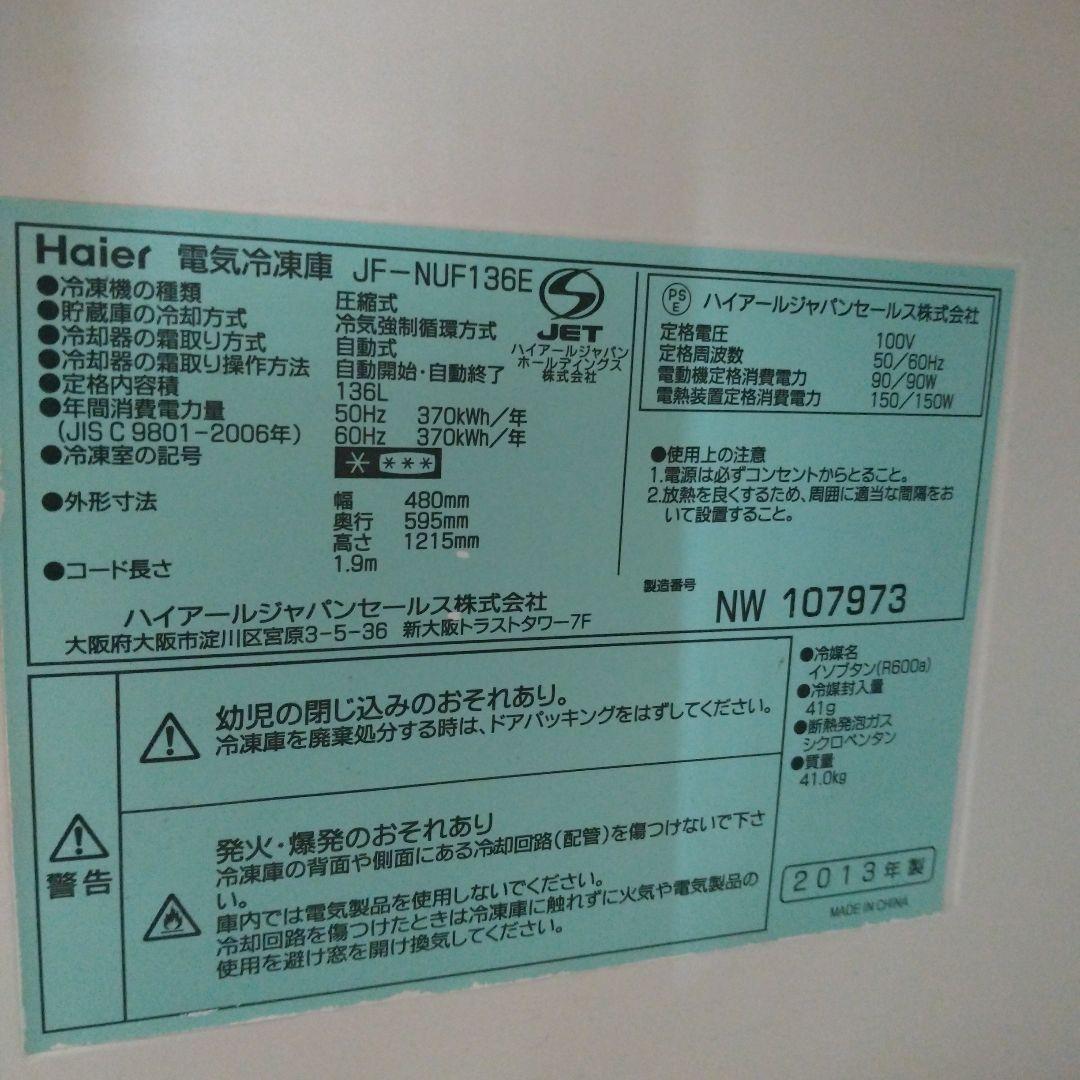 Haier 電気冷凍庫 JF-NUF136E
●冷凍機の種類 圧縮式
●貯蔵庫の冷却方式 冷気強制循環方式
●冷却器の霜取り方式 自動式
●冷却器の霜取り操作方法 自動開始・自動終了
●定格内容積 136L
●年間消費電力量 50Hz 370kWh/年
(JIS C 9801-2006年) 60Hz 370kWh/年
●冷凍室の記号 * ***
●外形寸法 幅 480mm
奥行 595mm
高さ 1215mm
●コード長さ 1.9m
JET
ハイアールジャパン
ホールディングス
株式会社
PSE ハイアールジャパンセールス株式会社
定格電圧 100V
定格周波数 50/60Hz
電動機定格消費電力 90/90W
電熱装置定格消費電力 150/150W
●使用上の注意
1.電源は必ずコンセントからとること。
2.放熱を良くするため、周囲に適当な間隔をお
いて設置すること。
ハイアールジャパンセールス株式会社
大阪府大阪市淀川区宮原3-5-36 新大阪トラストタワー7F
製造番号 NW 107973
警告
幼児の閉じ込みのおそれあり。
冷凍庫を廃棄処分する時は、ドアパッキングをはずしてください。
発火・爆発のおそれあり
冷凍庫の背面や側面にある冷却回路(配管)を傷つけないで下さ
い。
庫内では電気製品を使用しないでください。
冷却回路を傷つけたときは冷凍庫に触れずに火気や電気製品の
使用を避け窓を開け換気してください。
●冷媒名
イソブタン(R600a)
●冷媒封入量
41g
●断熱発泡ガス
シクロペンタン
●質量
41.0kg
2013年製
MADE IN CHINA